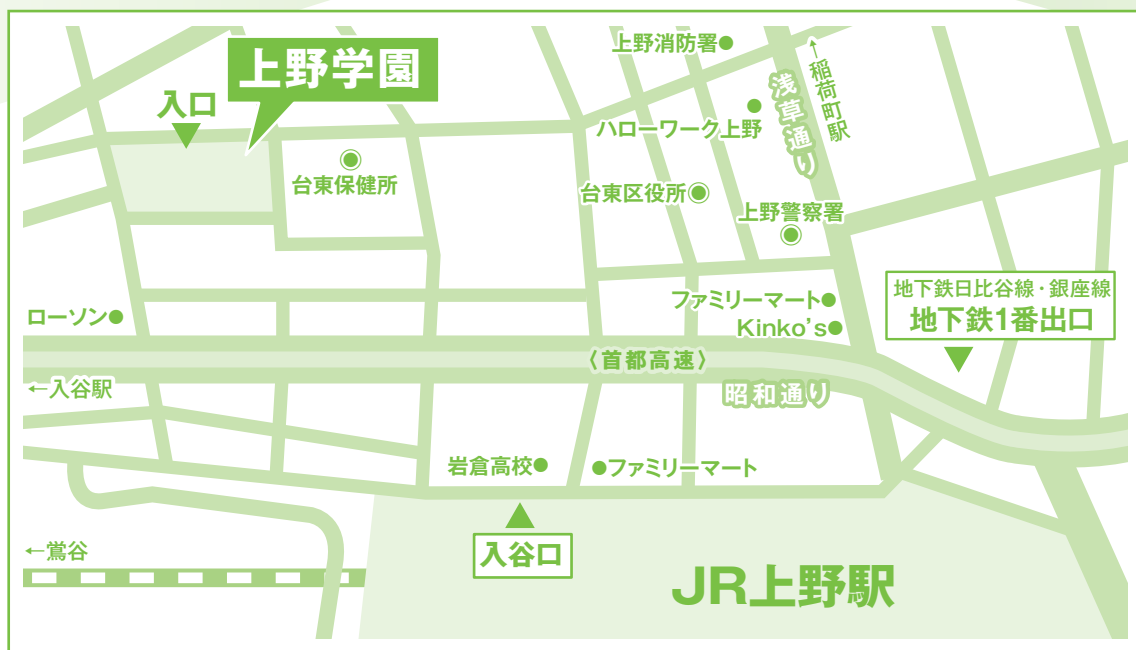 上野消防署
↑稲荷町駅
上野学園
入口
浅草通り
ハローワーク上野
台東保健所
台東区役所
上野警察署
地下鉄日比谷線・銀座線
地下鉄1番出口
ファミリーマート
ローソン
Kinko's
〈首都高速〉
←入谷駅
昭和通り
岩倉高校
ファミリーマート
入谷口
←鴬谷
JR上野駅